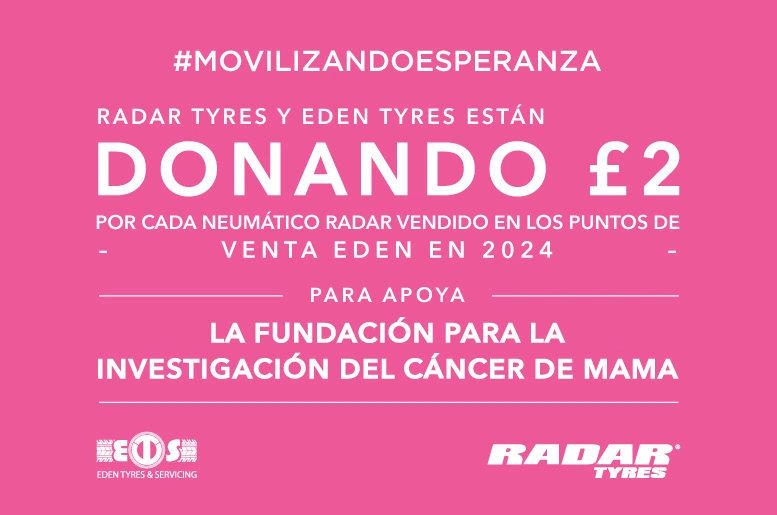 #MOVILIZANDOESPERANZA
RADAR TYRES Y EDEN TYRES ESTÁN
DONANDO £2
POR CADA NEUMÁTICO RADAR VENDIDO EN LOS PUNTOS DE
- VENTA EDEN EN 2024 -
PARA APOYA
LA FUNDACIÓN PARA LA
INVESTIGACIÓN DEL CÁNCER DE MAMA
ETS
EDEN TYRES & SERVICING
RADAR®
TYRES